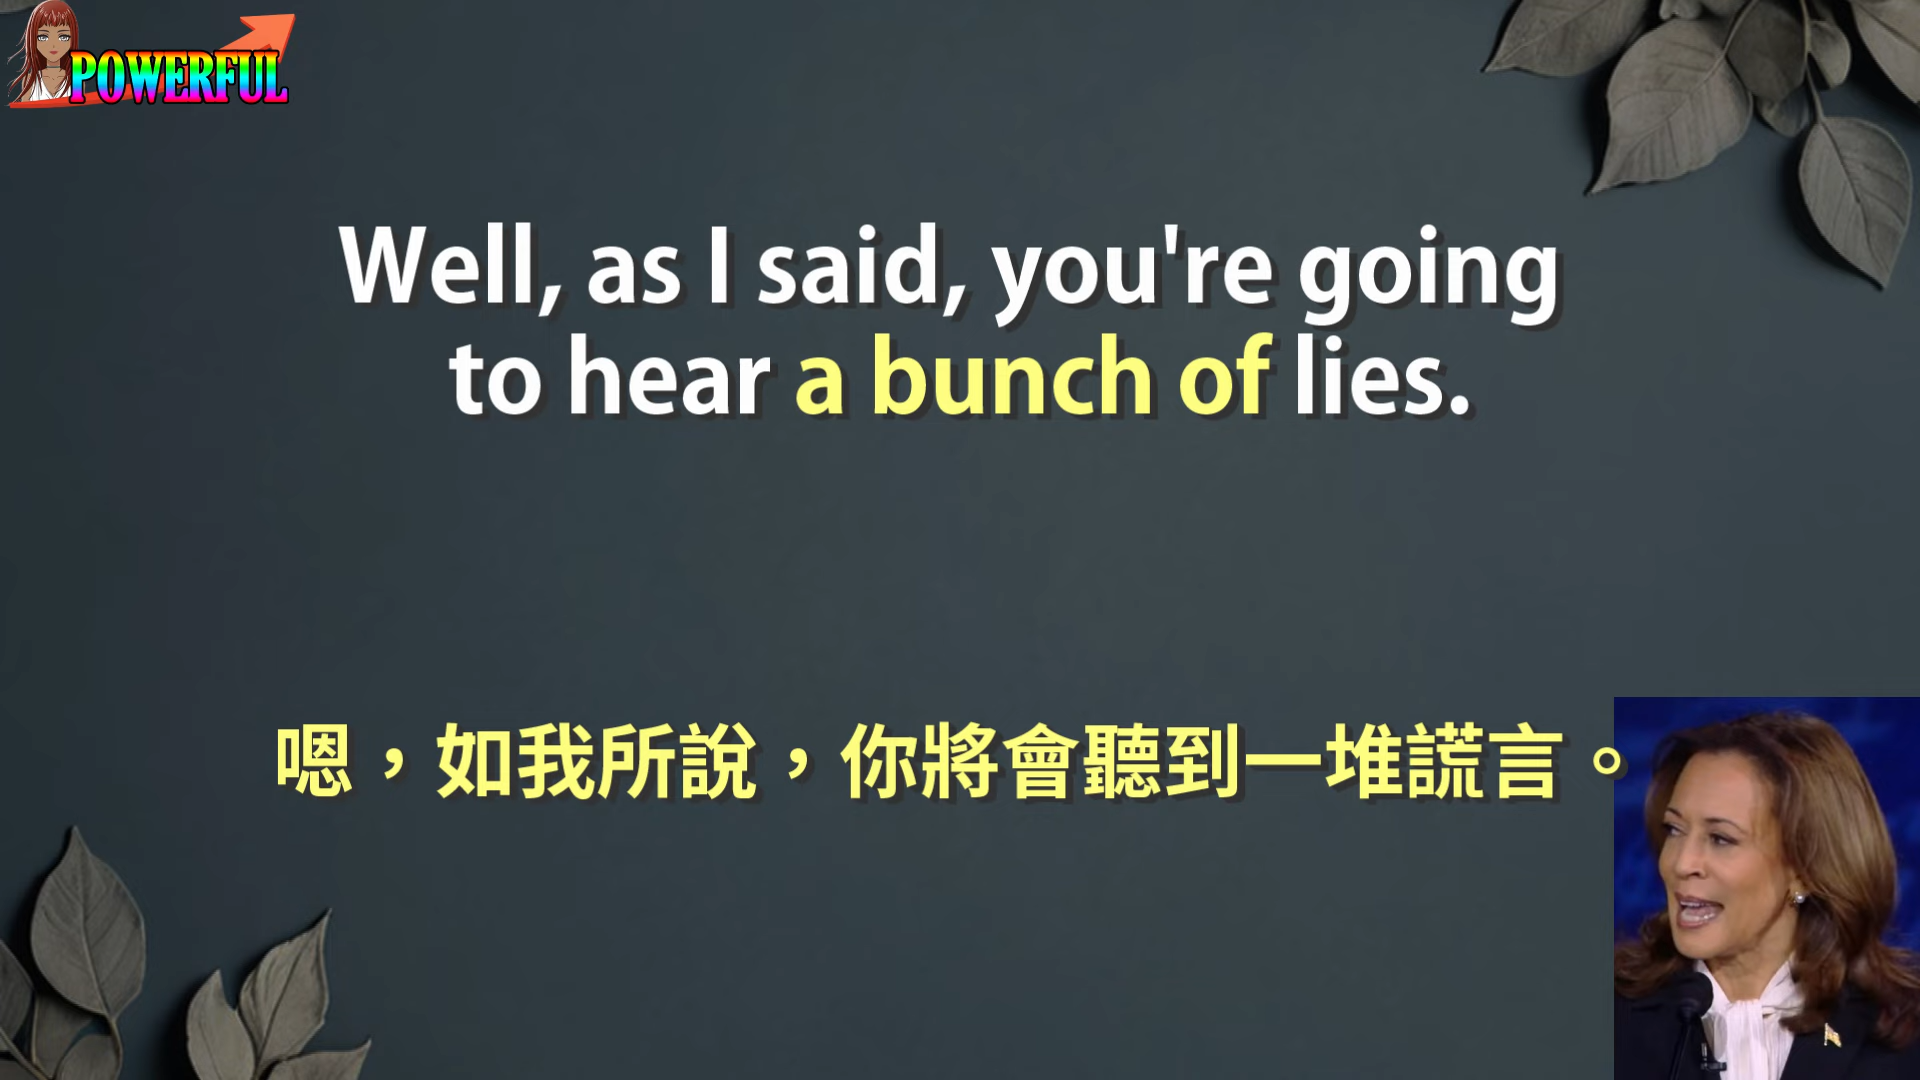 POWERFUL
Well, as I said, you're going
to hear a bunch of lies.
嗯，如我所說，你將會聽到一堆謊言。